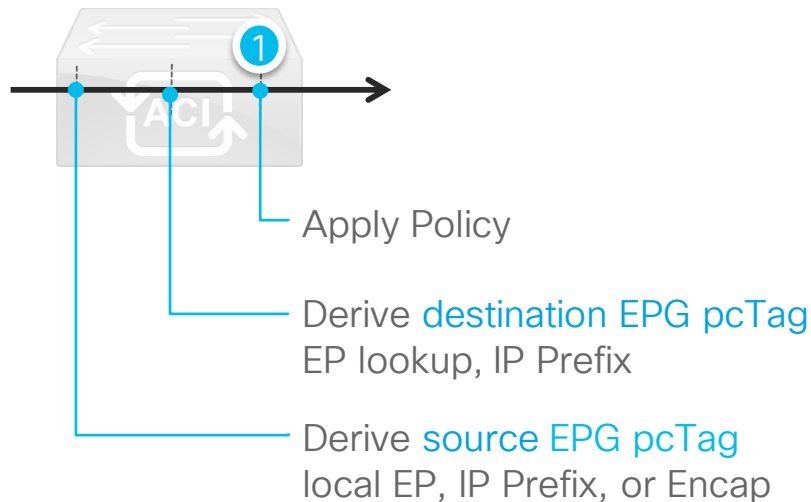 1
ACI
Apply Policy
Derive destination EPG pcTag
EP lookup, IP Prefix
Derive source EPG pcTag
local EP, IP Prefix, or Encap